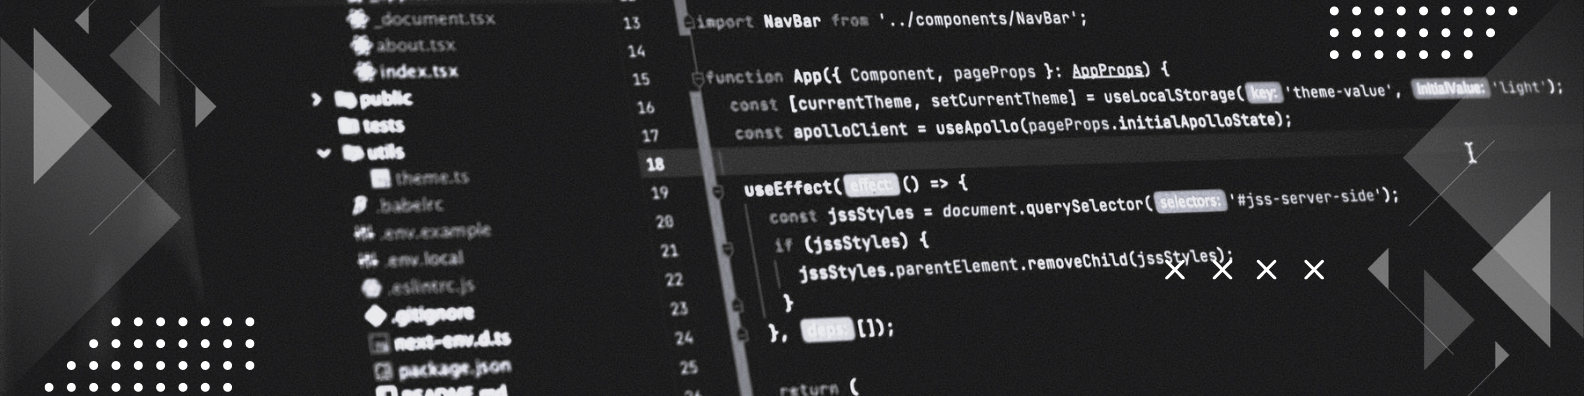 _document.tsx
about.tsx
index.tsx
public
tests
utils
theme.ts
.babelrc
.env.example
.env.local
.eslintrc.js
.gitignore
next-env.d.ts
package.json
README.md
13 import NavBar from '../components/NavBar';
14
15 function App({ Component, pageProps }: AppProps) {
16 const [currentTheme, setCurrentTheme] = useLocalStorage( key: 'theme-value', initialValue: 'light');
17 const apolloClient = useApollo(pageProps.initialApolloState);
18
19 useEffect( effect: () => {
20 const jssStyles = document.querySelector( selectors: '#jss-server-side');
21 if (jssStyles) {
22 jssStyles.parentElement.removeChild(jssStyles);
23 }
24 }, deps: []);
25
26 return (